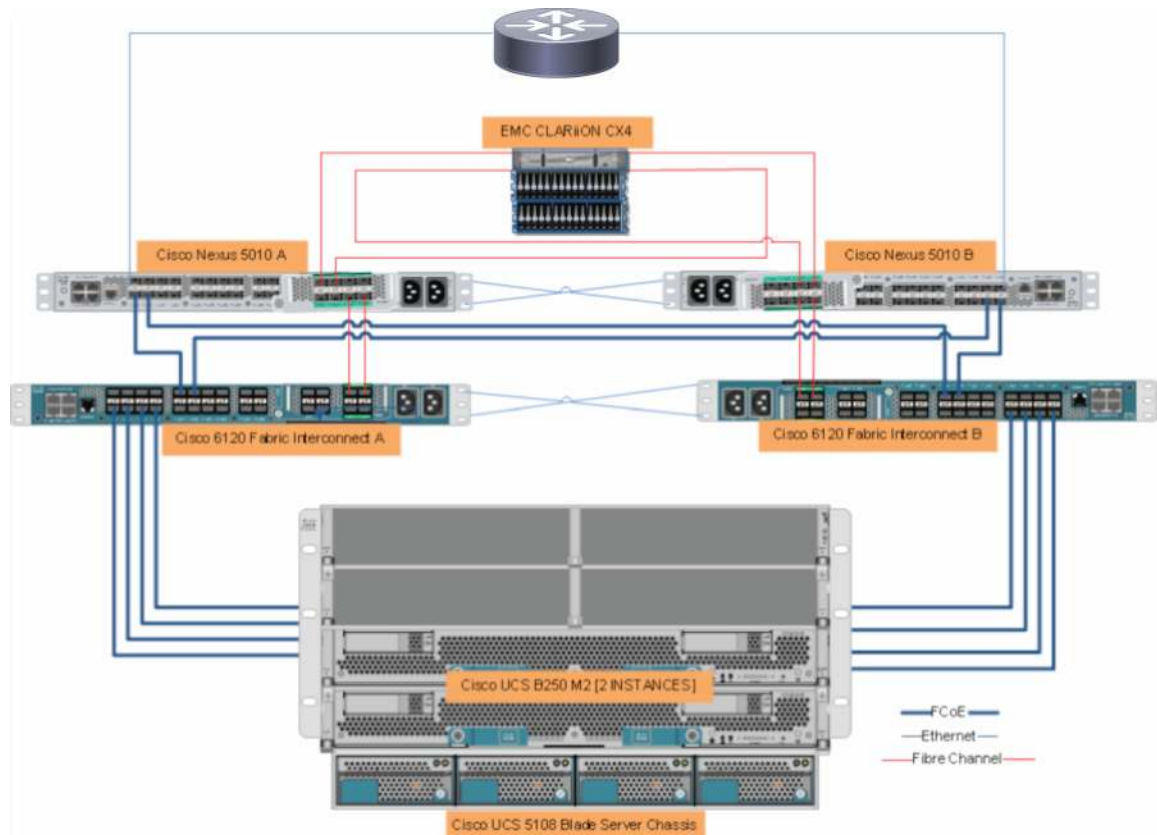 EMC CLARiiON CX4
Cisco Nexus 5010 A
Cisco Nexus 5010 B
Cisco 6120 Fabric Interconnect A
Cisco 6120 Fabric Interconnect B
Cisco UCS B250 M2 [2 INSTANCES]
FCoE
Ethernet
Fibre Channel
Cisco UCS 5108 Blade Server Chassis